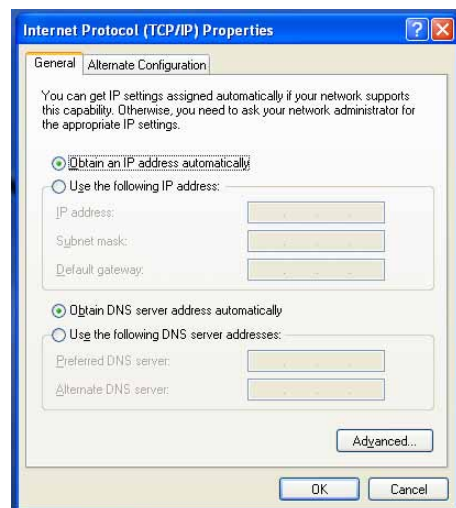 Internet Protocol (TCP/IP) Properties
General
Alternate Configuration
You can get IP settings assigned automatically if your network supports
this capability. Otherwise, you need to ask your network administrator for
the appropriate IP settings.
Obtain an IP address automatically
Use the following IP address:
IP address:
Subnet mask:
Default gateway:
Obtain DNS server address automatically
Use the following DNS server addresses:
Preferred DNS server:
Alternate DNS server:
Advanced...
OK
Cancel